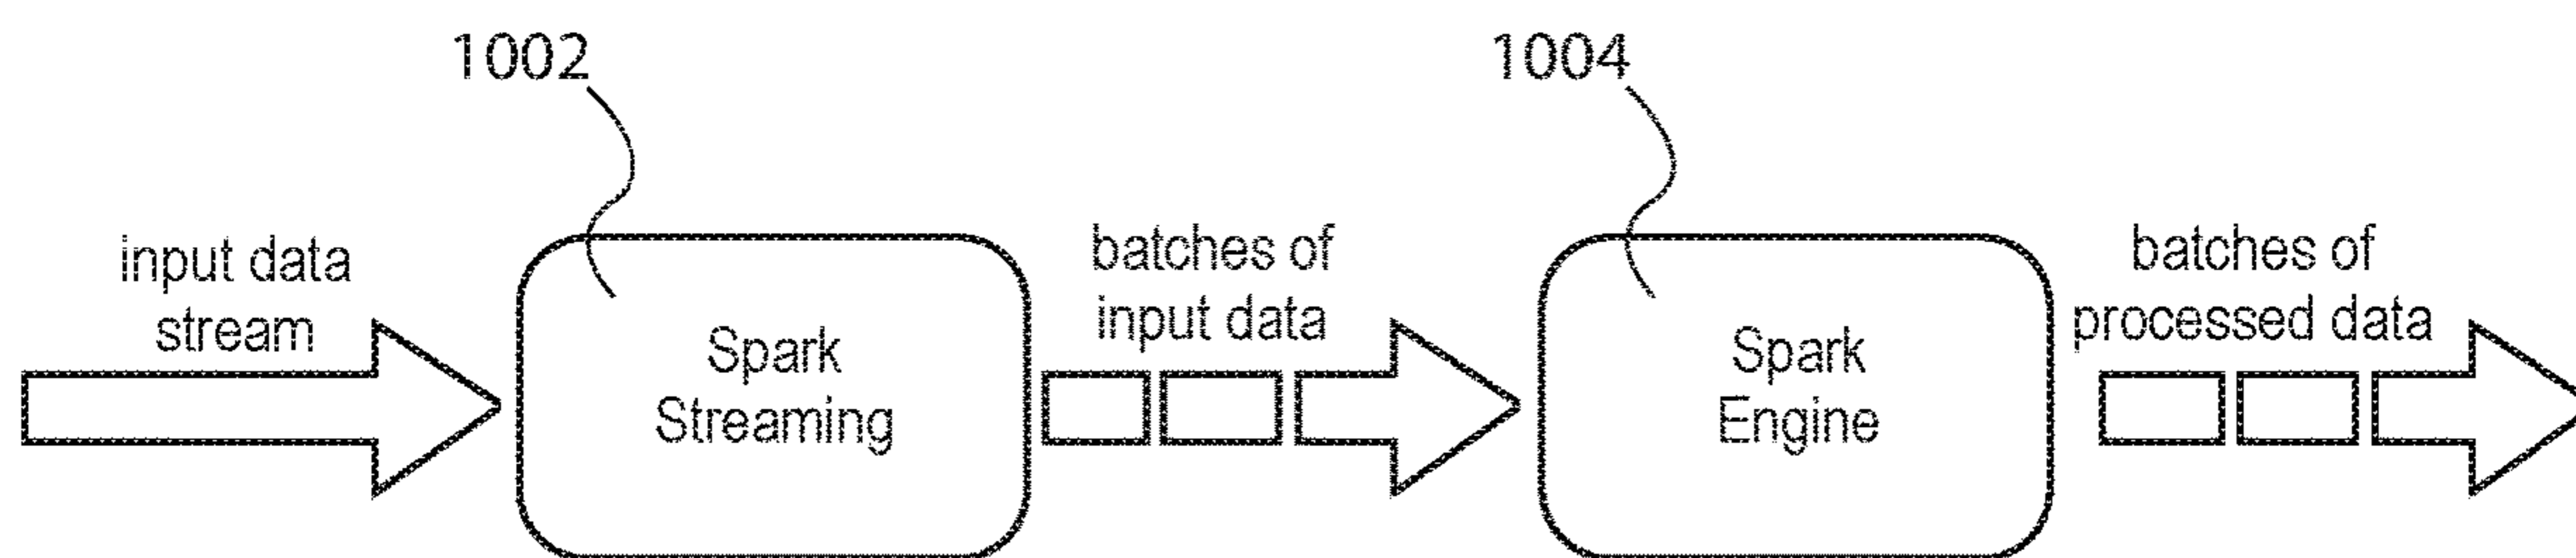 1002
1004
input data
stream
Spark
Streaming
batches of
input data
Spark
Engine
batches of
processed data